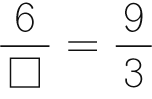 6/□ = 9/3